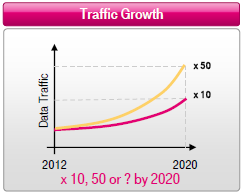 Traffic Growth
Data Traffic
x 50
x 10
2012
2020
x 10, 50 or ? by 2020